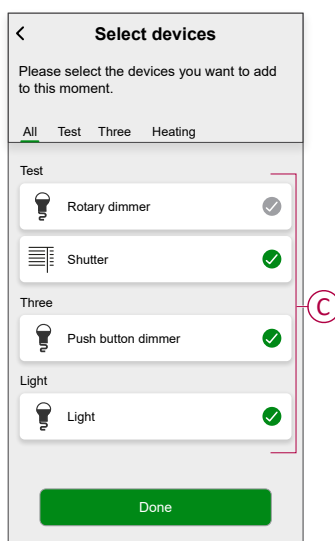 Select devices
Please select the devices you want to add
to this moment.
All Test Three Heating
Test
Rotary dimmer
Shutter
C
Three
Push button dimmer
Light
Light
Done